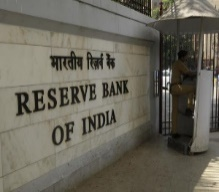 भारतीय रिज़र्व बैंक
RESERVE BANK
OF INDIA